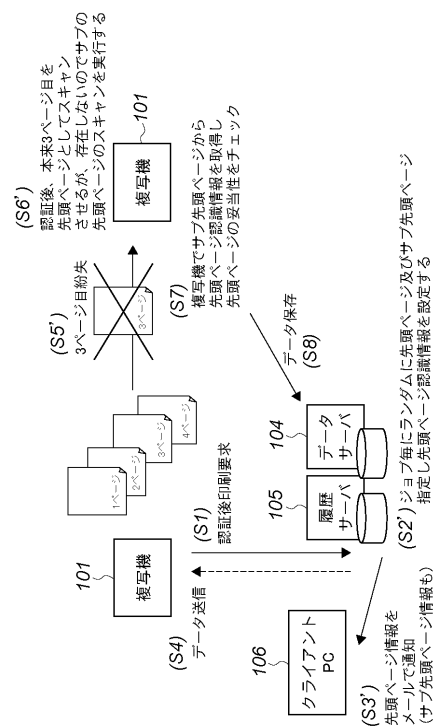 (S6')
認証後、本来3ページ目を
先頭ページとしてスキャン
させるが、存在しないのでサブの
先頭ページのスキャンを実行する
101
複写機
(S5')
3ページ目紛失
3ページ
(S7)
複写機でサブ先頭ページから
先頭ページ認識情報を取得し
先頭ページの妥当性をチェック
1ページ
2ページ
3ページ
4ページ
データ保存
(S8)
101
複写機
(S1)
認証後印刷要求
(S4)
データ送信
104
データ
サーバ
105
履歴
サーバ
(S2')
ジョブ毎にランダムに先頭ページ及びサブ先頭ページ
指定し先頭ページ認識情報を設定する
106
クライアント
PC
(S3')
先頭ページ情報を
メールで通知
(サブ先頭ページ情報も)